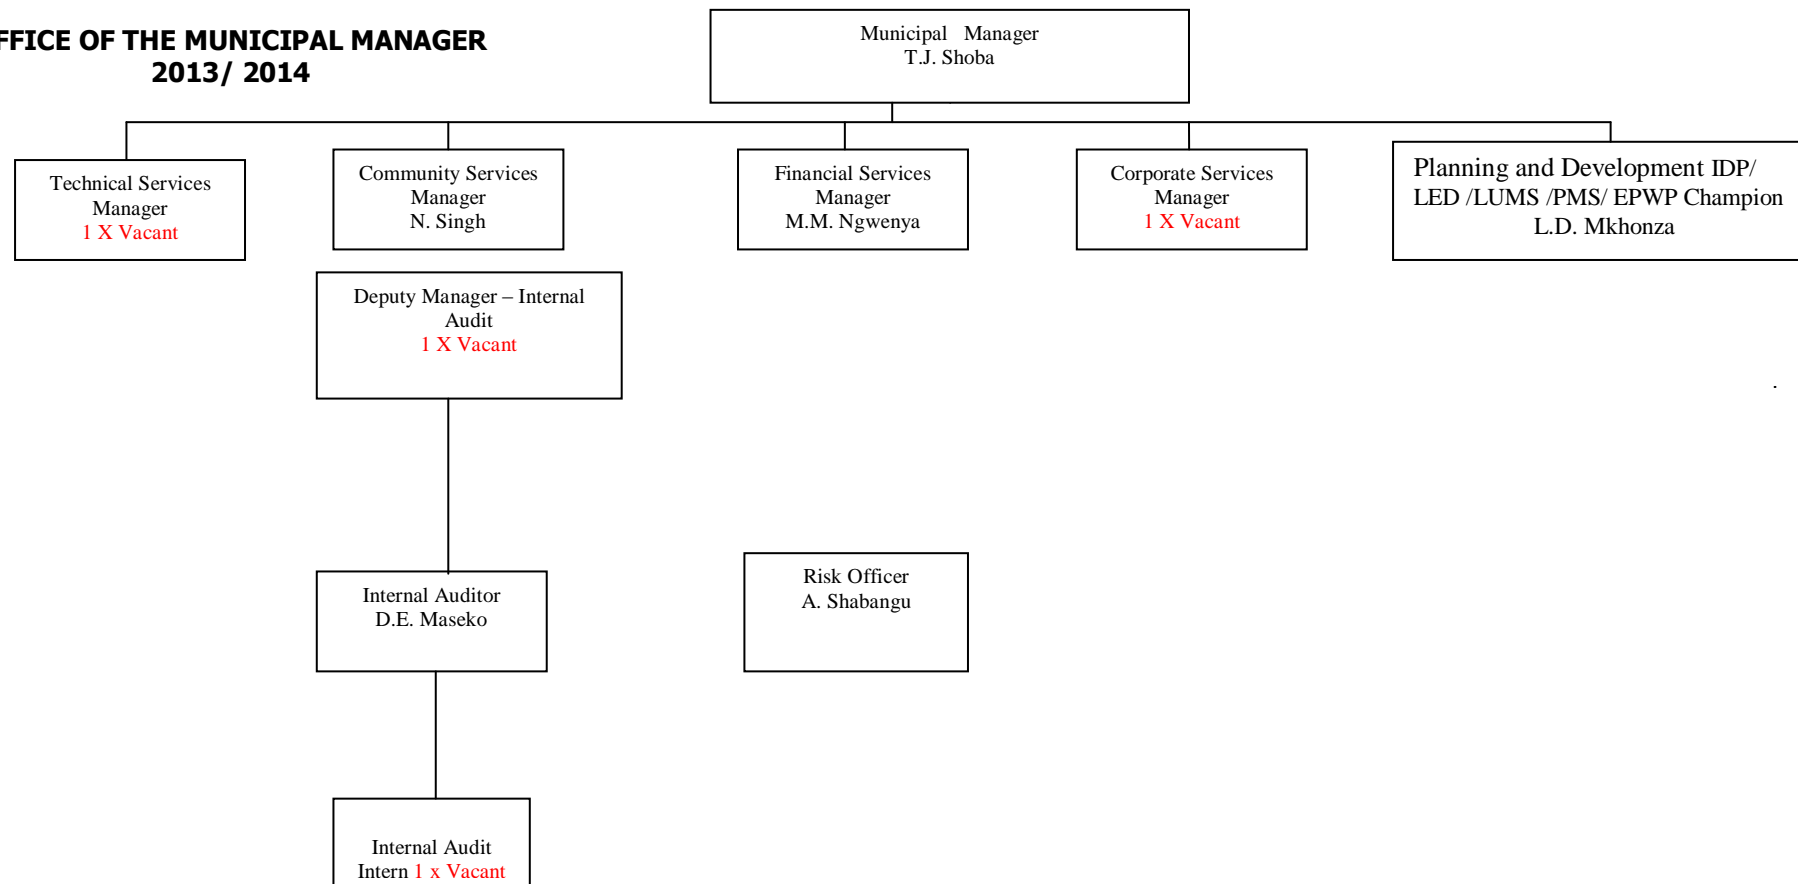 FFICE OF THE MUNICIPAL MANAGER
2013/ 2014
Municipal Manager
T.J. Shoba
Technical Services
Manager
1 X Vacant
Community Services
Manager
N. Singh
Financial Services
Manager
M.M. Ngwenya
Corporate Services
Manager
1 X Vacant
Planning and Development IDP/
LED /LUMS /PMS/ EPWP Champion
L.D. Mkhonza
Deputy Manager – Internal
Audit
1 X Vacant
.
Internal Auditor
D.E. Maseko
Risk Officer
A. Shabangu
Internal Audit
Intern 1 x Vacant